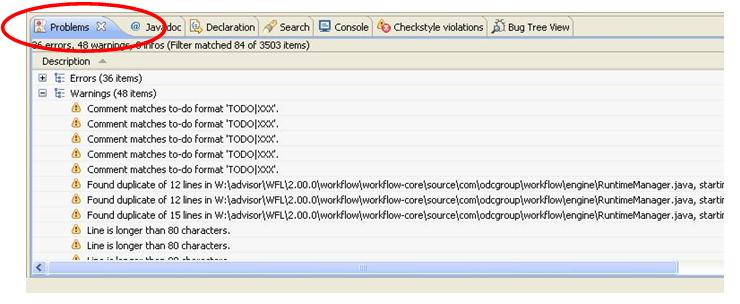 Problems @ Javadoc Declaration Search Console Checkstyle violations Bug Tree View
36 errors, 48 warnings, 0 infos (Filter matched 84 of 3503 items)
Description
Errors (36 items)
Warnings (48 items)
Comment matches to-do format 'TODO|XXX'.
Comment matches to-do format 'TODO|XXX'.
Comment matches to-do format 'TODO|XXX'.
Comment matches to-do format 'TODO|XXX'.
Comment matches to-do format 'TODO|XXX'.
Found duplicate of 12 lines in W:\advisor\WFL\2.00.0\workflow\workflow-core\source\com\odcgroup\workflow\engine\RuntimeManager.java, startin
Found duplicate of 12 lines in W:\advisor\WFL\2.00.0\workflow\workflow-core\source\com\odcgroup\workflow\engine\RuntimeManager.java, startin
Found duplicate of 15 lines in W:\advisor\WFL\2.00.0\workflow\workflow-core\source\com\odcgroup\workflow\engine\RuntimeManager.java, startin
Line is longer than 80 characters.
Line is longer than 80 characters.
Line is longer than 80 characters.